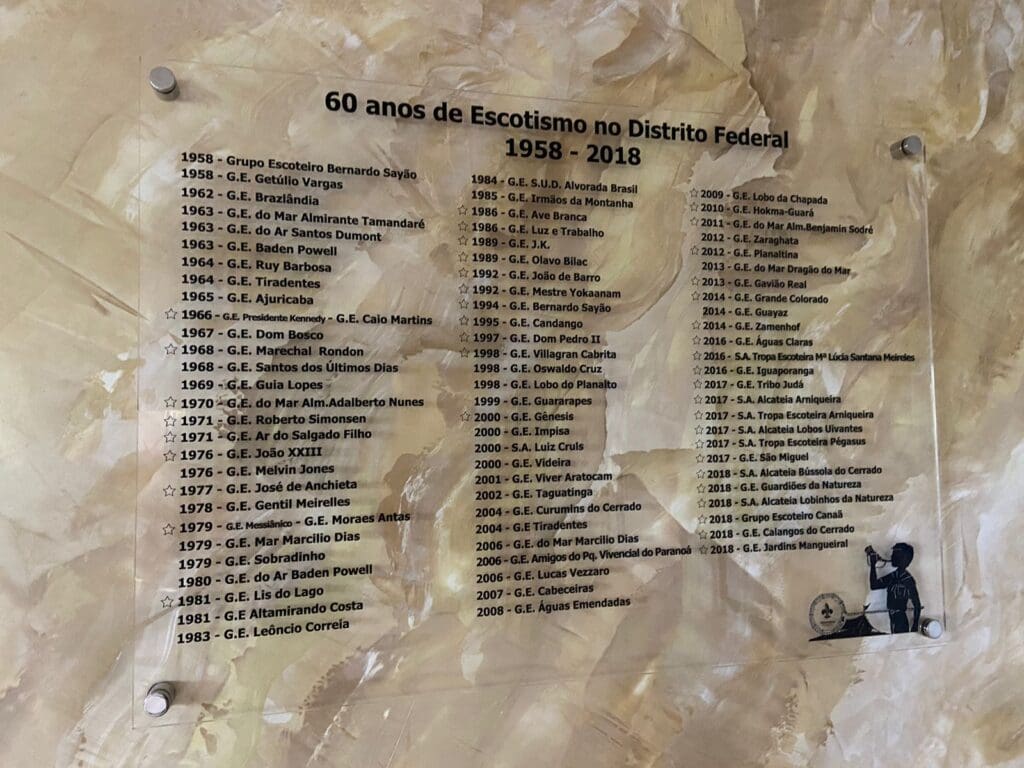 60 anos de Escotismo no Distrito Federal
1958 - 2018
1958 - Grupo Escoteiro Bernardo Sayão
1958 - G.E. Getúlio Vargas
1962 - G.E. Brazlândia
1963 - G.E. do Mar Almirante Tamandaré
1963 - G.E. do Ar Santos Dumont
1963 - G.E. Baden Powell
1964 - G.E. Ruy Barbosa
1964 - G.E. Tiradentes
1965 - G.E. Ajuricaba
☆ 1966 - G.E. Presidente Kennedy - G.E. Caio Martins
1967 - G.E. Dom Bosco
☆ 1968 - G.E. Marechal Rondon
1968 - G.E. Santos dos Últimos Dias
1969 - G.E. Guia Lopes
☆ 1970 - G.E. do Mar Alm.Adalberto Nunes
☆ 1971 - G.E. Roberto Simonsen
☆ 1971 - G.E. Ar do Salgado Filho
☆ 1976 - G.E. João XXIII
1976 - G.E. Melvin Jones
☆ 1977 - G.E. José de Anchieta
1978 - G.E. Gentil Meirelles
☆ 1979 - G.E. Messiânico - G.E. Moraes Antas
1979 - G.E. Mar Marcilio Dias
1979 - G.E. Sobradinho
1980 - G.E. do Ar Baden Powell
☆ 1981 - G.E. Lis do Lago
1981 - G.E Altamirando Costa
1983 - G.E. Leôncio Correia
1984 - G.E. S.U.D. Alvorada Brasil
1985 - G.E. Irmãos da Montanha
☆ 1986 - G.E. Ave Branca
☆ 1986 - G.E. Luz e Trabalho
☆ 1989 - G.E. J.K.
☆ 1989 - G.E. Olavo Bilac
☆ 1992 - G.E. João de Barro
☆ 1992 - G.E. Mestre Yokaanam
☆ 1994 - G.E. Bernardo Sayão
☆ 1995 - G.E. Candango
☆ 1997 - G.E. Dom Pedro II
☆ 1998 - G.E. Villagran Cabrita
1998 - G.E. Oswaldo Cruz
1998 - G.E. Lobo do Planalto
1999 - G.E. Guararapes
☆ 2000 - G.E. Gênesis
2000 - G.E. Impisa
2000 - S.A. Luiz Cruls
2000 - G.E. Videira
2001 - G.E. Viver Aratocam
2002 - G.E. Taguatinga
2004 - G.E. Curumins do Cerrado
2004 - G.E Tiradentes
2006 - G.E. do Mar Marcilio Dias
2006 - G.E. Amigos do Pq. Vivencial do Paranoá
2006 - G.E. Lucas Vezzaro
2007 - G.E. Cabeceiras
2008 - G.E. Águas Emendadas
☆ 2009 - G.E. Lobo da Chapada
☆ 2010 - G.E. Hokma-Guará
☆ 2011 - G.E. do Mar Alm.Benjamin Sodré
2012 - G.E. Zaraghata
☆ 2012 - G.E. Planaltina
2013 - G.E. do Mar Dragão do Mar
☆ 2013 - G.E. Gavião Real
☆ 2014 - G.E. Grande Colorado
2014 - G.E. Guayaz
☆ 2014 - G.E. Zamenhof
☆ 2016 - G.E. Águas Claras
☆ 2016 - S.A. Tropa Escoteira Mª Lúcia Santana Meireles
☆ 2016 - G.E. Iguaporanga
☆ 2017 - G.E. Tribo Judá
☆ 2017 - S.A. Alcateia Arniqueira
☆ 2017 - S.A. Tropa Escoteira Arniqueira
☆ 2017 - S.A. Alcateia Lobos Uivantes
☆ 2017 - S.A. Tropa Escoteira Pégasus
☆ 2017 - G.E. São Miguel
☆ 2018 - S.A. Alcateia Bússola do Cerrado
☆ 2018 - G.E. Guardiões da Natureza
☆ 2018 - S.A. Alcateia Lobinhos da Natureza
☆ 2018 - Grupo Escoteiro Canaã
☆ 2018 - G.E. Calangos do Cerrado
☆ 2018 - G.E. Jardins Mangueiral